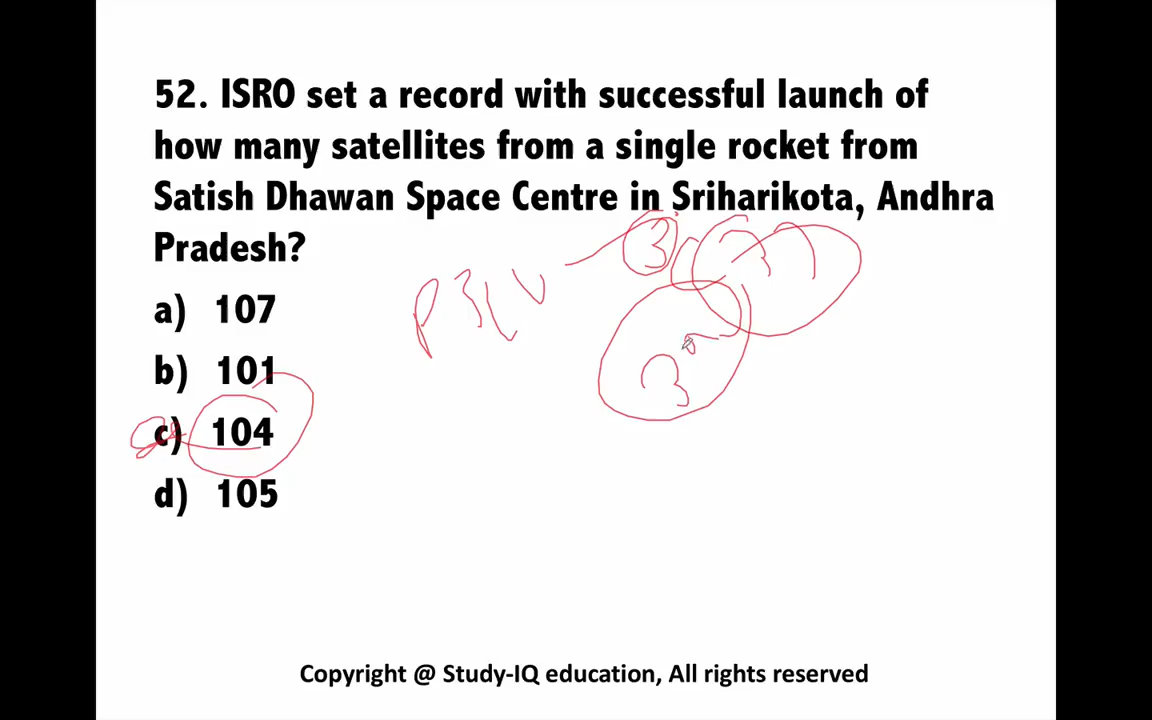 52. ISRO set a record with successful launch of
how many satellites from a single rocket from
Satish Dhawan Space Centre in Sriharikota, Andhra
Pradesh?
a) 107
b) 101
c) 104
d) 105
Copyright @ Study-IQ education, All rights reserved